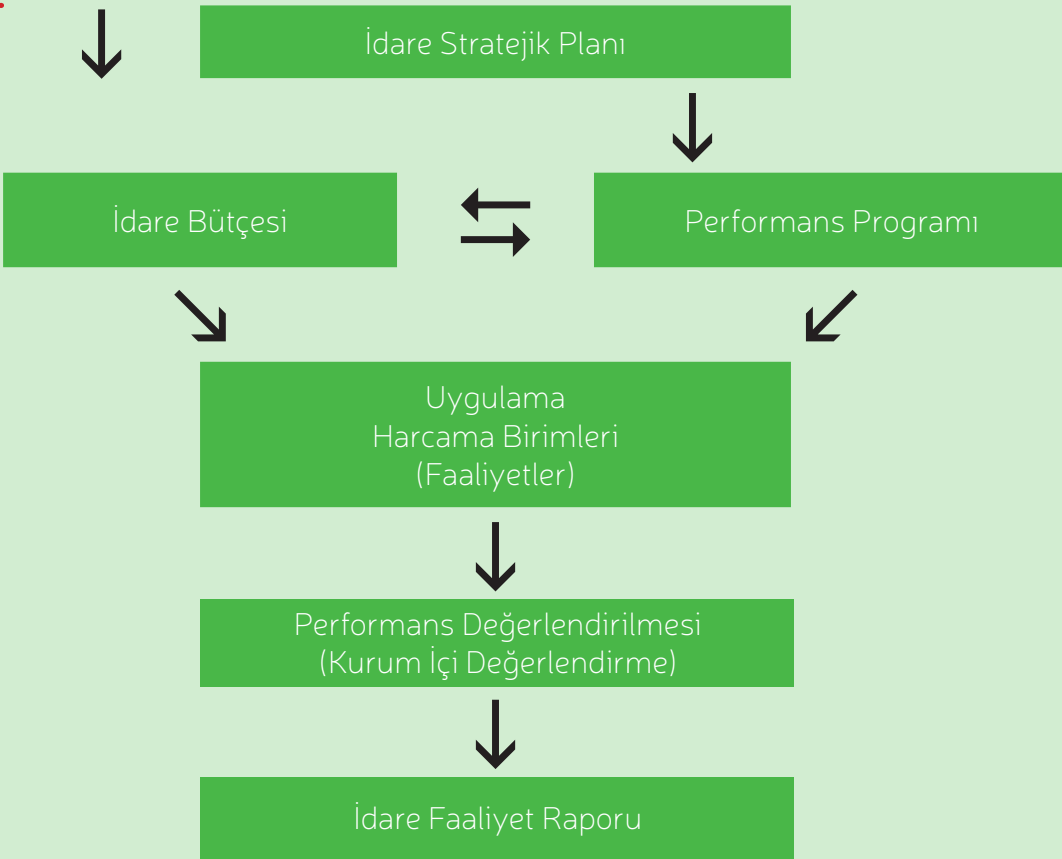 İdare Stratejik Planı
İdare Bütçesi
Performans Programı
Uygulama
Harcama Birimleri
(Faaliyetler)
Performans Değerlendirilmesi
(Kurum İçi Değerlendirme)
İdare Faaliyet Raporu